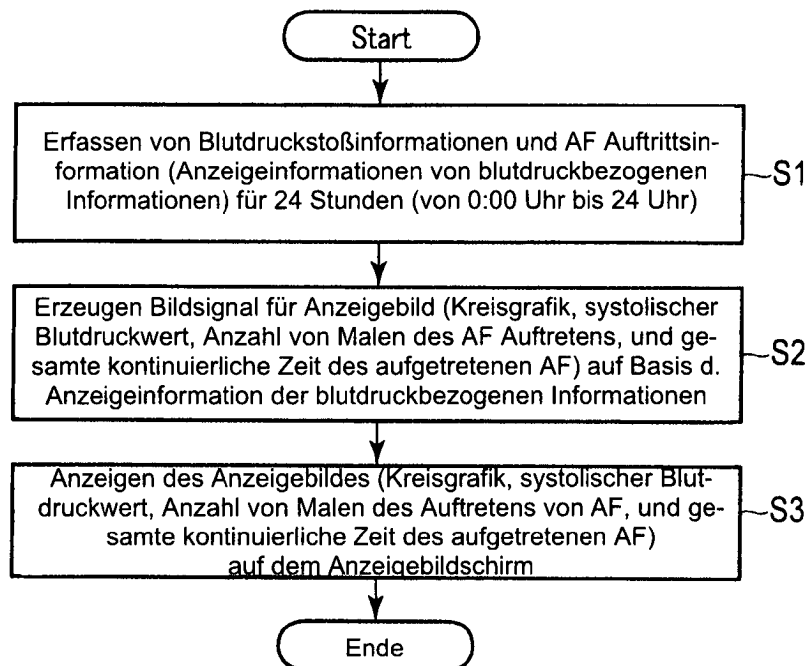 Start
Erfassen von Blutdruckstoßinformationen und AF Auftrittsin-
formation (Anzeigeinformationen von blutdruckbezogenen
Informationen) für 24 Stunden (von 0:00 Uhr bis 24 Uhr)
S1
Erzeugen Bildsignal für Anzeigebild (Kreisgrafik, systolischer
Blutdruckwert, Anzahl von Malen des AF Auftretens, und ge-
samte kontinuierliche Zeit des aufgetretenen AF) auf Basis d.
Anzeigeinformation der blutdruckbezogenen Informationen
S2
Anzeigen des Anzeigebildes (Kreisgrafik, systolischer Blut-
druckwert, Anzahl von Malen des Auftretens von AF, und ge-
samte kontinuierliche Zeit des aufgetretenen AF)
auf dem Anzeigebildschirm
S3
Ende